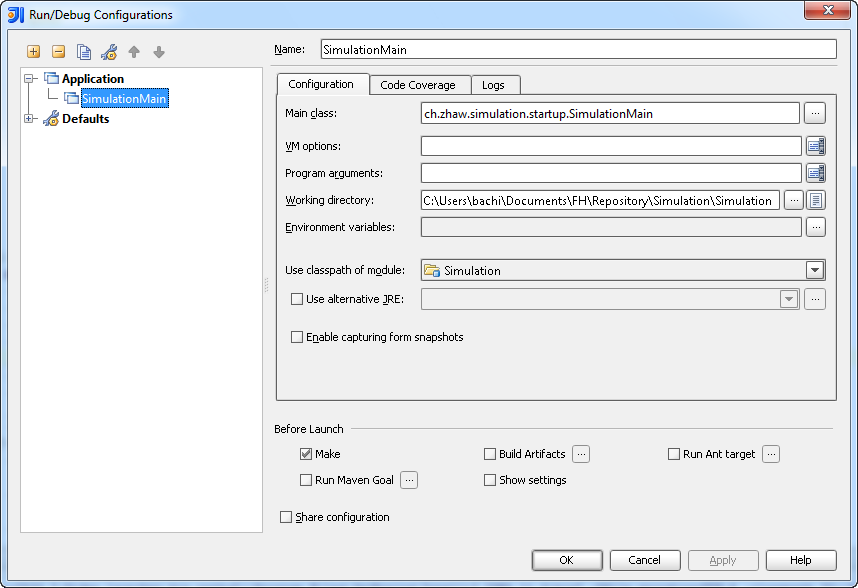 Run/Debug Configurations
Name: SimulationMain
Application
SimulationMain
Defaults
Configuration Code Coverage Logs
Main class: ch.zhaw.simulation.startup.SimulationMain ...
VM options:
Program arguments:
Working directory: C:\Users\bachi\Documents\FH\Repository\Simulation\Simulation ...
Environment variables: ...
Use classpath of module: Simulation
Use alternative JRE: ...
Enable capturing form snapshots
Before Launch
Make Build Artifacts ... Run Ant target ...
Run Maven Goal ... Show settings
Share configuration
OK Cancel Apply Help